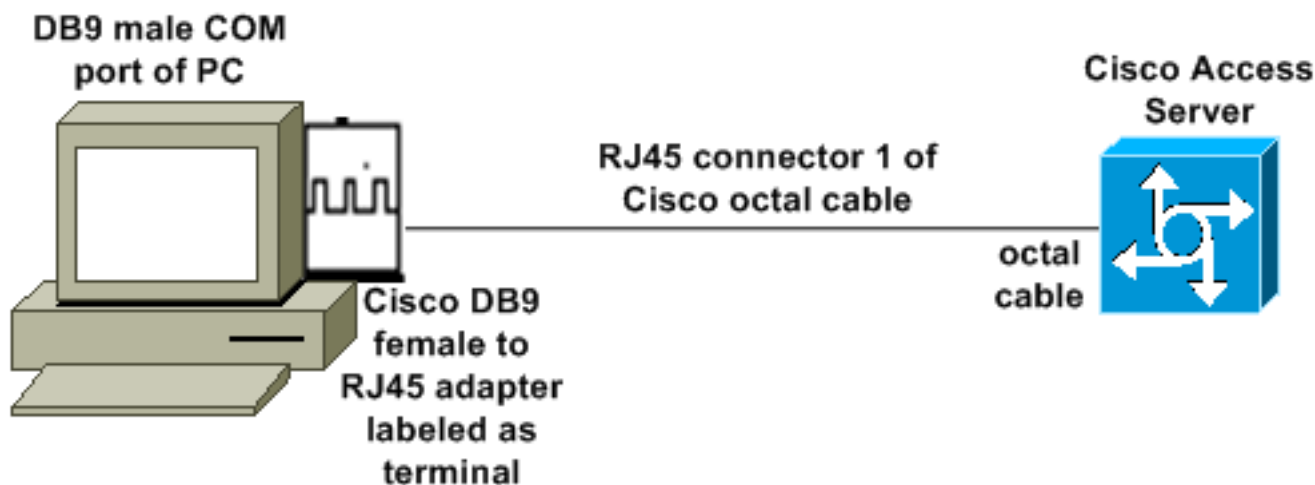 DB9 male COM
port of PC
Cisco Access
Server
RJ45 connector 1 of
Cisco octal cable
octal
cable
Cisco DB9
female to
RJ45 adapter
labeled as
terminal